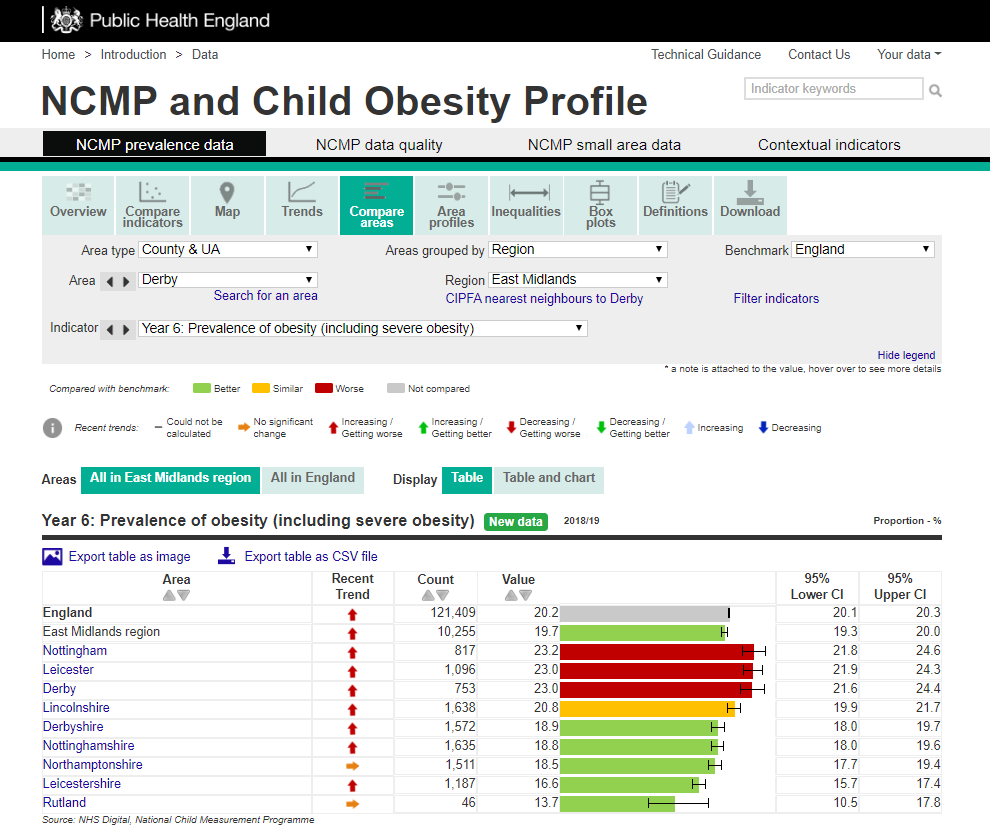 Public Health England
Home > Introduction > Data
Technical Guidance Contact Us Your data
NCMP and Child Obesity Profile
Indicator keywords
NCMP prevalence data NCMP data quality NCMP small area data Contextual indicators
Overview
Compare indicators
Map
Trends
Compare areas
Area profiles
Inequalities
Box plots
Definitions
Download
Area type County & UA Areas grouped by Region Benchmark England
Area Derby Region East Midlands
Search for an area CIPFA nearest neighbours to Derby Filter indicators
Indicator Year 6: Prevalence of obesity (including severe obesity)
Hide legend
* a note is attached to the value, hover over to see more details
Compared with benchmark: Better Similar Worse Not compared
i Recent trends: Could not be calculated No significant change Increasing / Getting worse Increasing / Getting better Decreasing / Getting worse Decreasing / Getting better Increasing Decreasing
Areas All in East Midlands region All in England Display Table Table and chart
Year 6: Prevalence of obesity (including severe obesity) New data 2018/19 Proportion - %
Export table as image Export table as CSV file
Area Recent Trend Count Value 95% Lower CI 95% Upper CI
England 121,409 20.2 20.1 20.3
East Midlands region 10,255 19.7 19.3 20.0
Nottingham 817 23.2 21.8 24.6
Leicester 1,096 23.0 21.9 24.3
Derby 753 23.0 21.6 24.4
Lincolnshire 1,638 20.8 19.9 21.7
Derbyshire 1,572 18.9 18.0 19.7
Nottinghamshire 1,635 18.8 18.0 19.6
Northamptonshire 1,511 18.5 17.7 19.4
Leicestershire 1,187 16.6 15.7 17.4
Rutland 46 13.7 10.5 17.8
Source: NHS Digital, National Child Measurement Programme